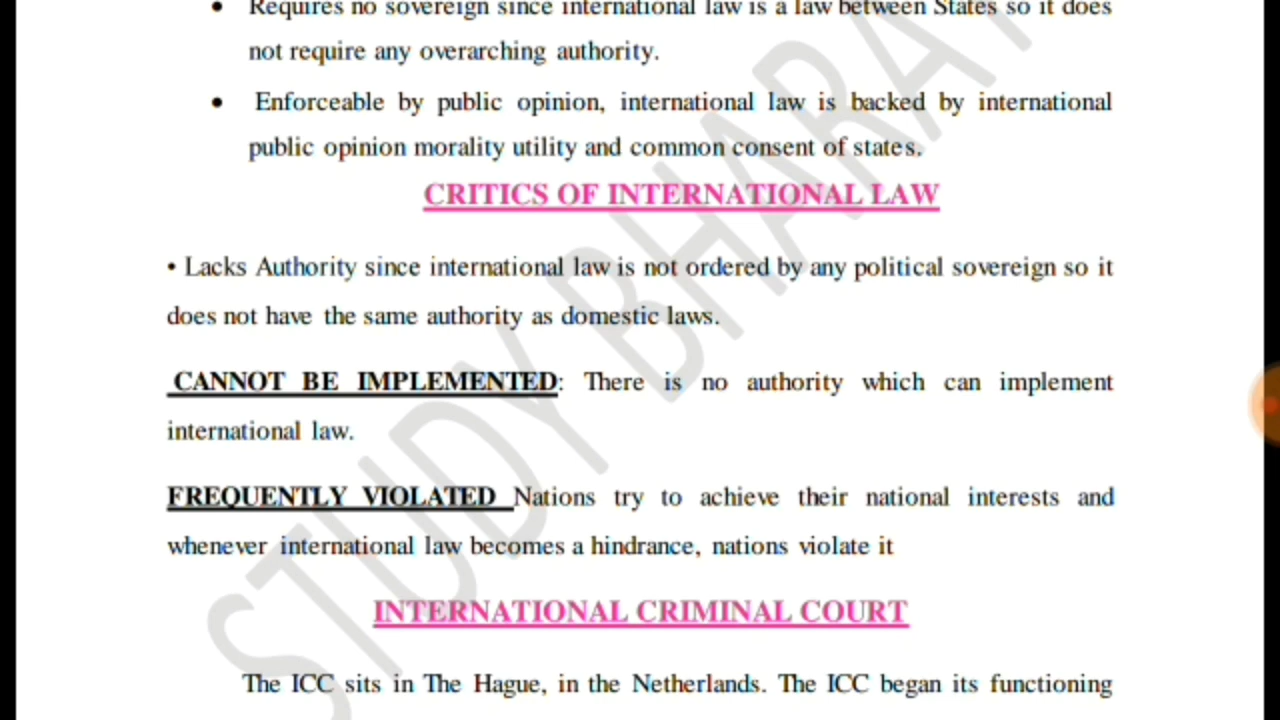 • Requires no sovereign since international law is a law between States so it does
not require any overarching authority.
• Enforceable by public opinion, international law is backed by international
public opinion morality utility and common consent of states.
CRITICS OF INTERNATIONAL LAW
• Lacks Authority since international law is not ordered by any political sovereign so it
does not have the same authority as domestic laws.
CANNOT BE IMPLEMENTED: There is no authority which can implement
international law.
FREQUENTLY VIOLATED Nations try to achieve their national interests and
whenever international law becomes a hindrance, nations violate it
INTERNATIONAL CRIMINAL COURT
The ICC sits in The Hague, in the Netherlands. The ICC began its functioning
STUDY BHARAT